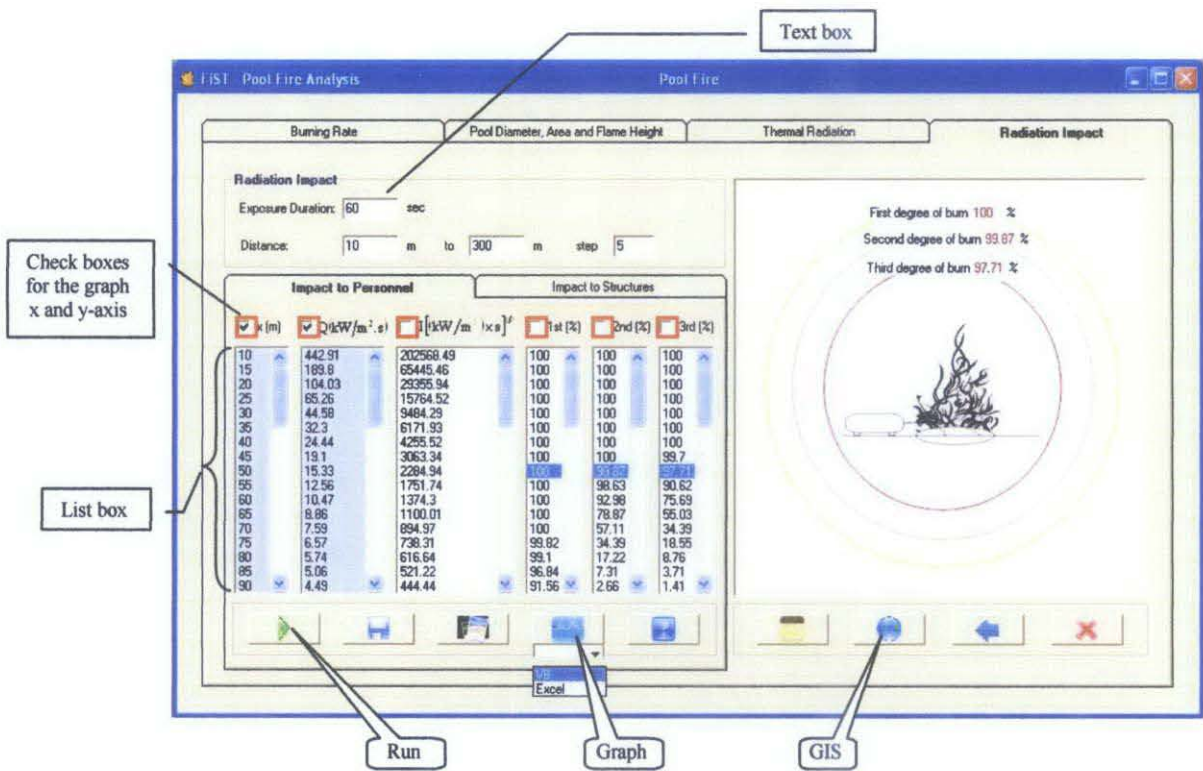 Text box
FiST - Pool Fire Analysis
Pool Fire
Burning Rate
Pool Diameter, Area and Flame Height
Thermal Radiation
Radiation Impact
Radiation Impact
Exposure Duration: 60 sec
Distance: 10 m to 300 m step 5
First degree of burn 100 %
Second degree of burn 99.87 %
Third degree of burn 97.71 %
Check boxes
for the graph
x and y-axis
Impact to Personnel
Impact to Structures
x (m) Q(kW/m².s) 1st (%) 2nd (%) 3rd (%)
10 442.91 202568.49 100 100 100
15 189.8 65445.46 100 100 100
20 104.03 29355.94 100 100 100
25 65.26 15764.52 100 100 100
30 44.58 9484.29 100 100 100
35 32.3 6171.93 100 100 100
40 24.44 4255.52 100 100 100
45 19.1 3063.34 100 100 99.7
50 15.33 2284.94 100 99.87 97.71
55 12.56 1751.74 100 98.63 90.62
60 10.47 1374.3 100 92.98 75.69
65 8.86 1100.01 100 78.87 55.03
70 7.59 894.97 100 57.11 34.39
75 6.57 738.31 99.82 34.39 18.55
80 5.74 616.64 99.1 17.22 8.76
85 5.06 521.22 96.84 7.31 3.71
90 4.49 444.44 91.56 2.66 1.41
List box
VB
Excel
Run
Graph
GIS